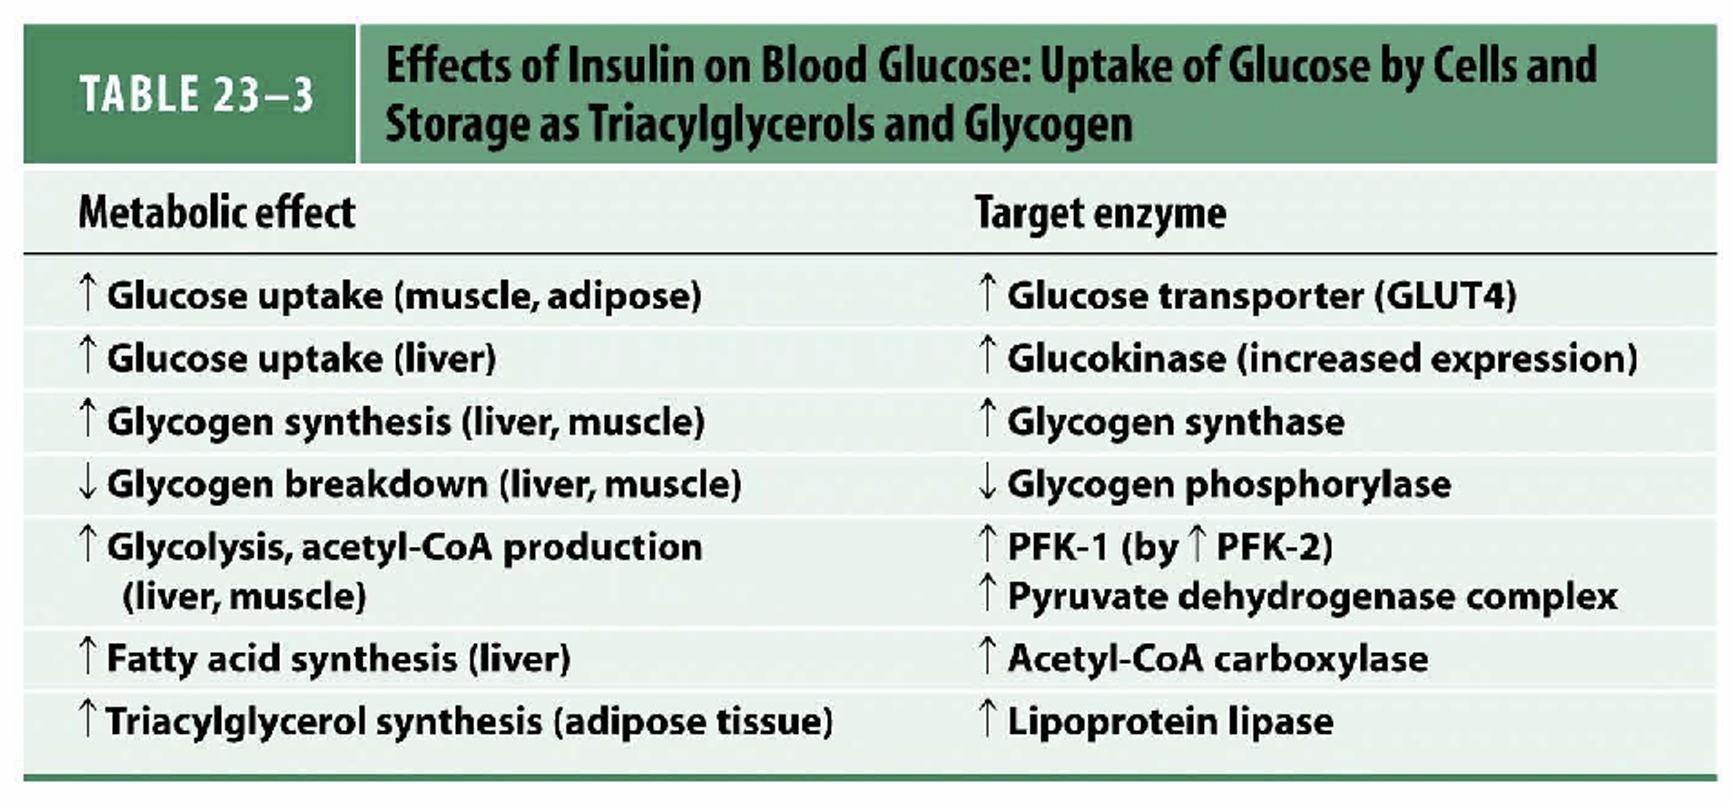 TABLE 23–3
Effects of Insulin on Blood Glucose: Uptake of Glucose by Cells and
Storage as Triacylglycerols and Glycogen
Metabolic effect
Target enzyme
↑ Glucose uptake (muscle, adipose)
↑ Glucose transporter (GLUT4)
↑ Glucose uptake (liver)
↑ Glucokinase (increased expression)
↑ Glycogen synthesis (liver, muscle)
↑ Glycogen synthase
↓ Glycogen breakdown (liver, muscle)
↓ Glycogen phosphorylase
↑ Glycolysis, acetyl-CoA production
(liver, muscle)
↑ PFK-1 (by ↑ PFK-2)
↑ Pyruvate dehydrogenase complex
↑ Fatty acid synthesis (liver)
↑ Acetyl-CoA carboxylase
↑ Triacylglycerol synthesis (adipose tissue)
↑ Lipoprotein lipase